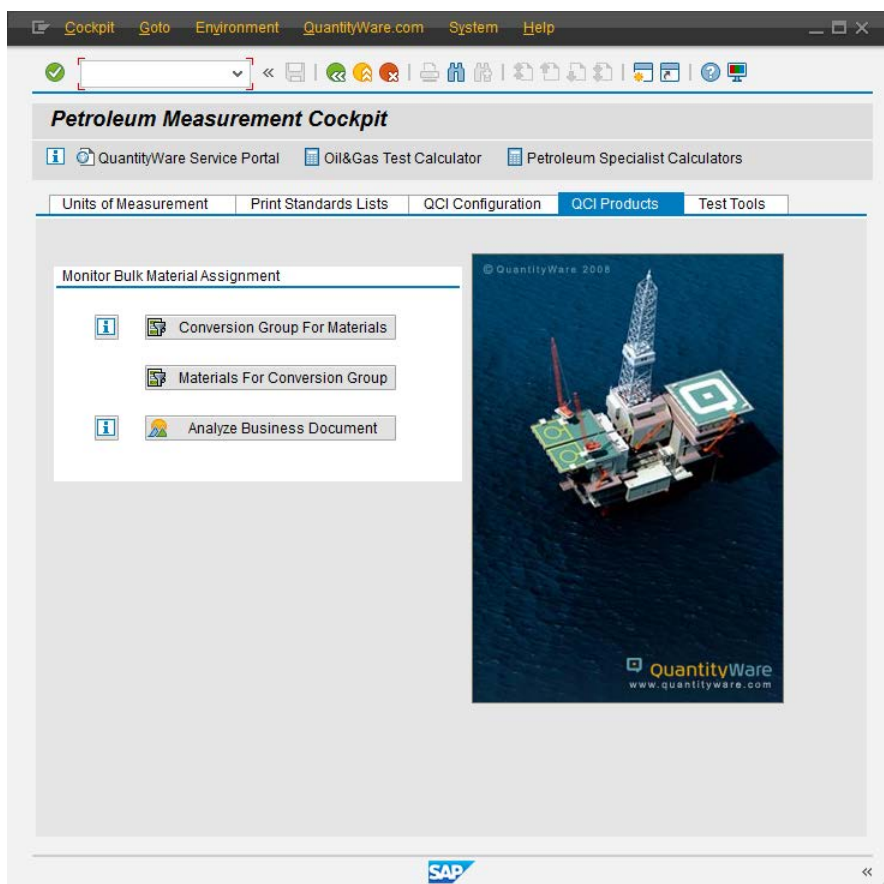 Cockpit Goto Environment QuantityWare.com System Help
Petroleum Measurement Cockpit
QuantityWare Service Portal Oil&Gas Test Calculator Petroleum Specialist Calculators
Units of Measurement Print Standards Lists QCI Configuration QCI Products Test Tools
Monitor Bulk Material Assignment
Conversion Group For Materials
Materials For Conversion Group
Analyze Business Document
© QuantityWare 2008
QuantityWare
www.quantityware.com
SAP